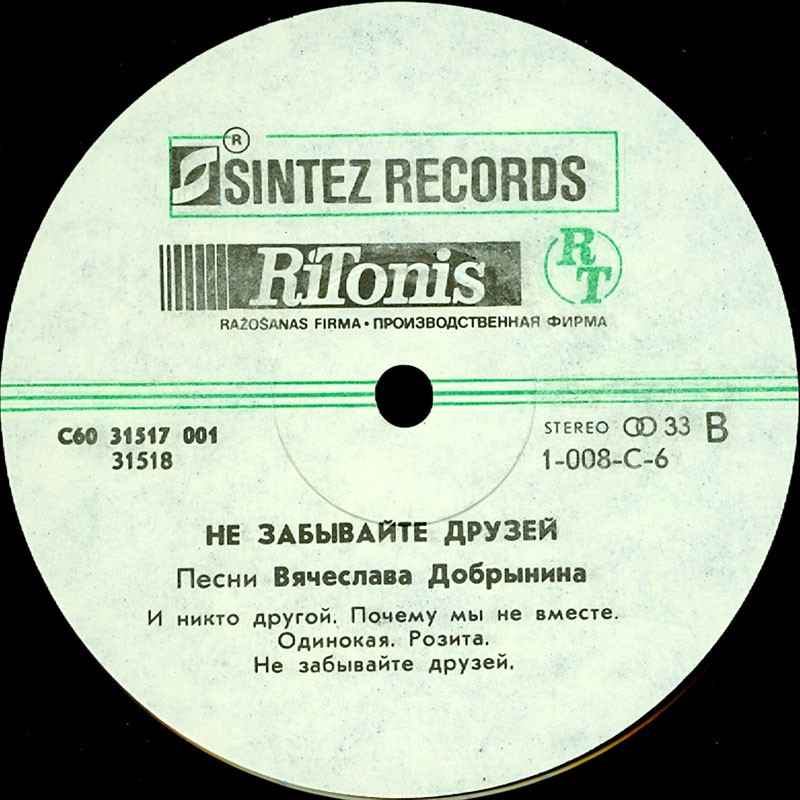 ®
SINTEZ RECORDS
RiTonis
RT
RAŽOŠANAS FIRMA • ПРОИЗВОДСТВЕННАЯ ФИРМА
С60 31517 001
31518
STEREO 33 B
1-008-C-6
НЕ ЗАБЫВАЙТЕ ДРУЗЕЙ
Песни Вячеслава Добрынина
И никто другой. Почему мы не вместе.
Одинокая. Розита.
Не забывайте друзей.